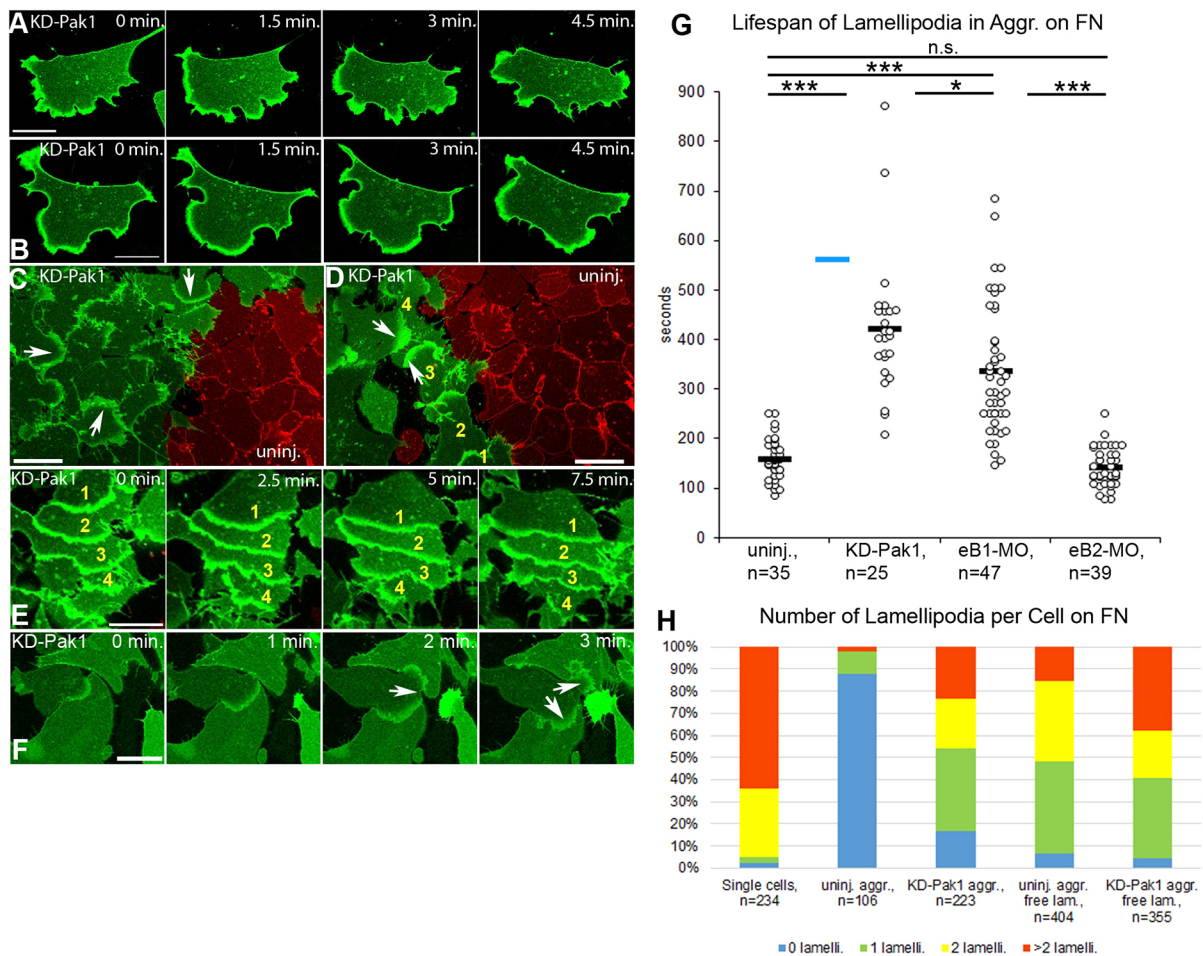 A KD-Pak1 0 min. 1.5 min. 3 min. 4.5 min.
B KD-Pak1 0 min. 1.5 min. 3 min. 4.5 min.
C KD-Pak1
uninj.
D KD-Pak1 uninj.
4
3
2
1
E KD-Pak1 0 min. 2.5 min. 5 min. 7.5 min.
1 1 1 1
2 2 2 2
3 3 3 3
4 4 4 4
F KD-Pak1 0 min. 1 min. 2 min. 3 min.
G Lifespan of Lamellipodia in Aggr. on FN
n.s.
***
*** * ***
900
800
700
600
500
400
300
200
100
0
seconds
uninj., KD-Pak1, eB1-MO, eB2-MO,
n=35 n=25 n=47 n=39
H Number of Lamellipodia per Cell on FN
100%
90%
80%
70%
60%
50%
40%
30%
20%
10%
0%
Single cells, n=234
uninj. aggr., n=106
KD-Pak1 aggr., n=223
uninj. aggr. free lam., n=404
KD-Pak1 aggr. free lam., n=355
0 lamelli. 1 lamelli. 2 lamelli. >2 lamelli.